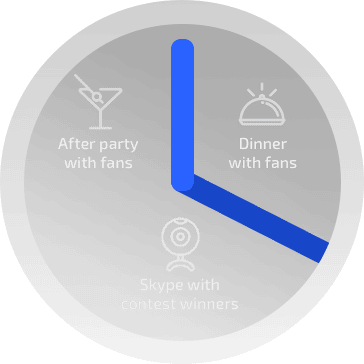 After party
with fans
Dinner
with fans
Skype with
contest winners